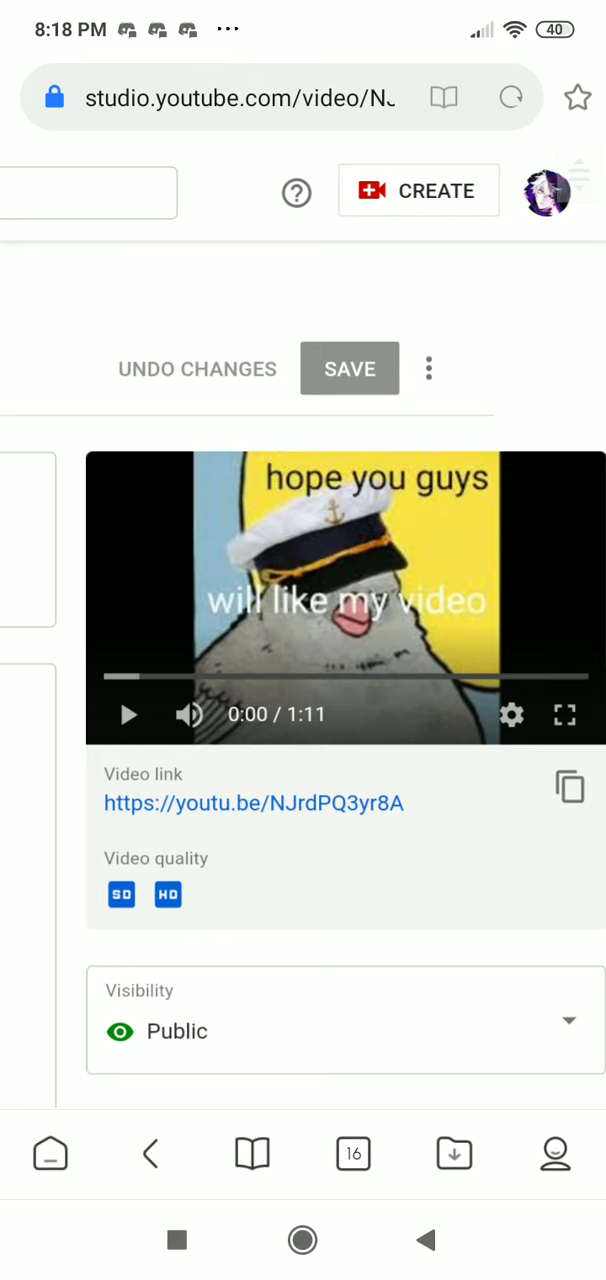 8:18 PM
40
studio.youtube.com/video/N
CREATE
UNDO CHANGES
SAVE
hope you guys
will like my video
0:00 / 1:11
Video link
https://youtu.be/NJrdPQ3yr8A
Video quality
SD HD
Visibility
Public
16